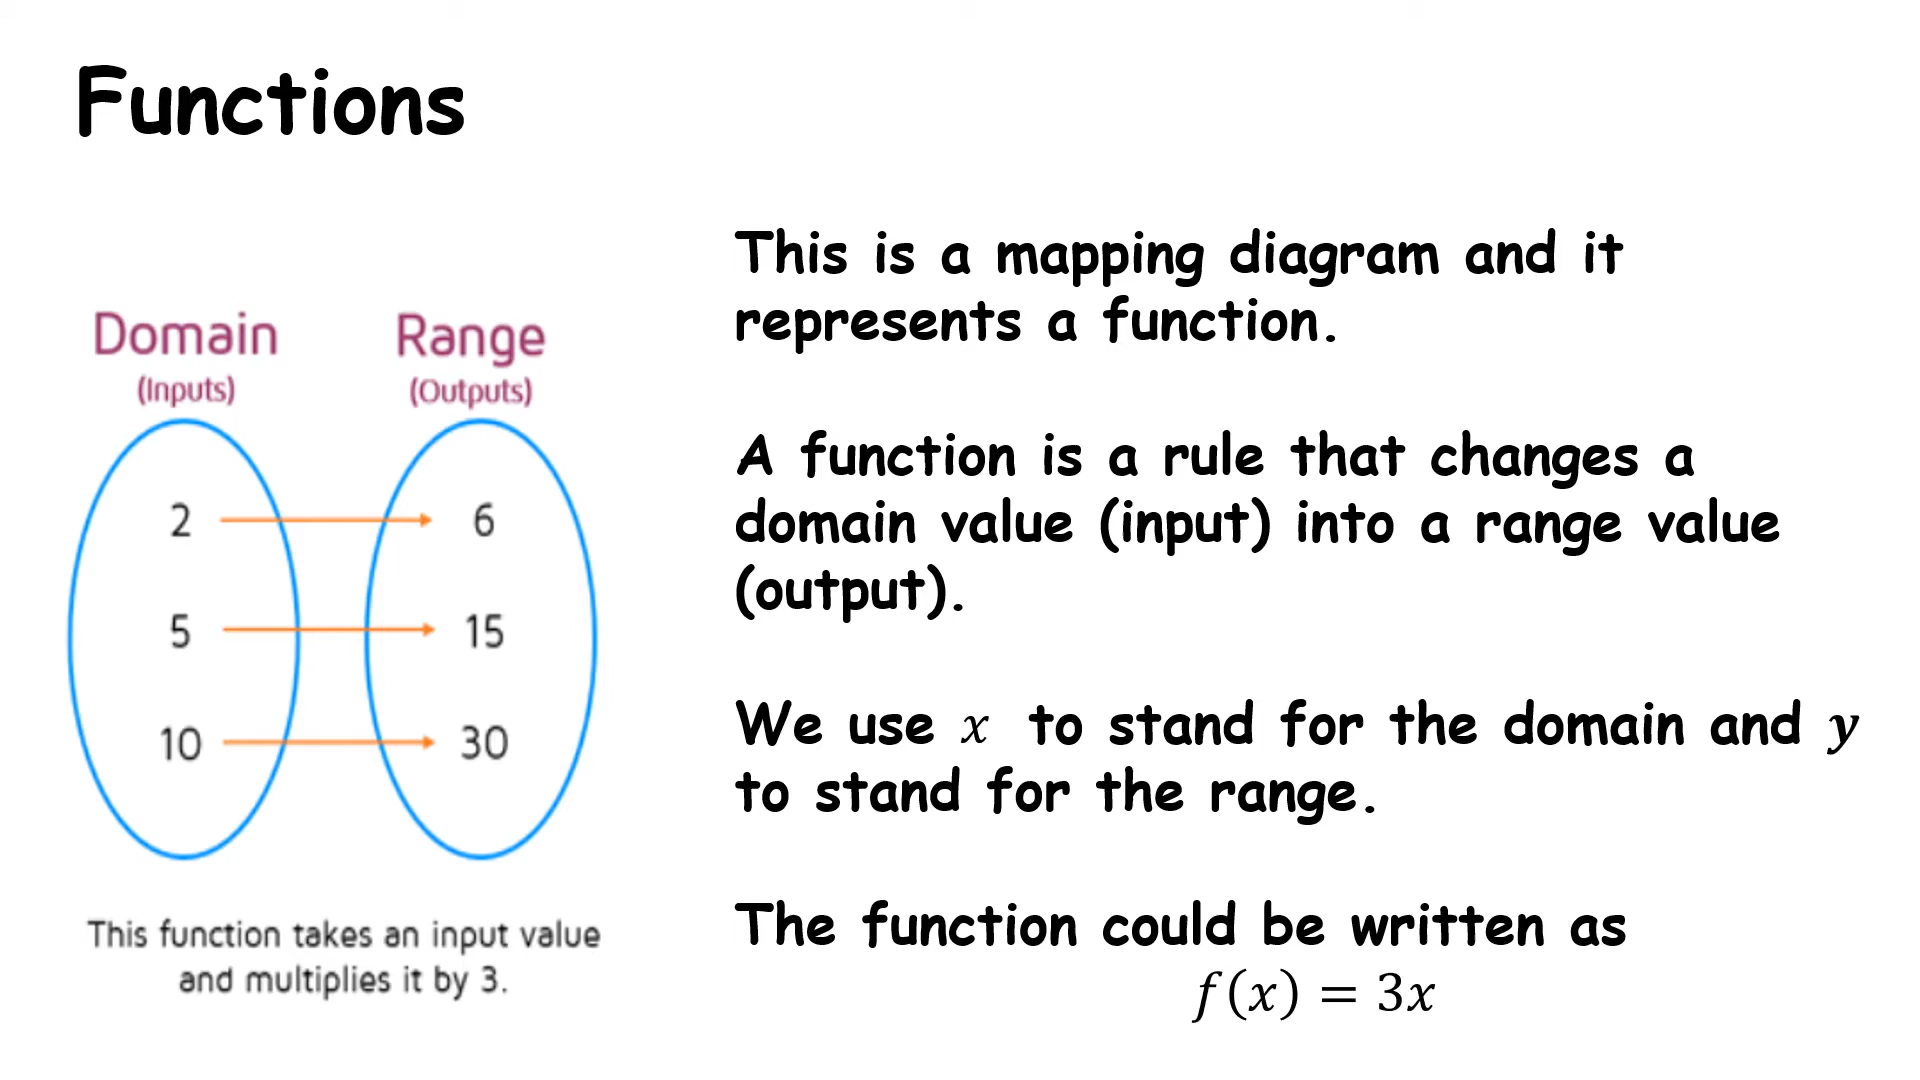 Functions
Domain
(Inputs)
Range
(Outputs)
2
6
5
15
10
30
This function takes an input value
and multiplies it by 3.
This is a mapping diagram and it
represents a function.
A function is a rule that changes a
domain value (input) into a range value
(output).
We use x to stand for the domain and y
to stand for the range.
The function could be written as
f(x) = 3x